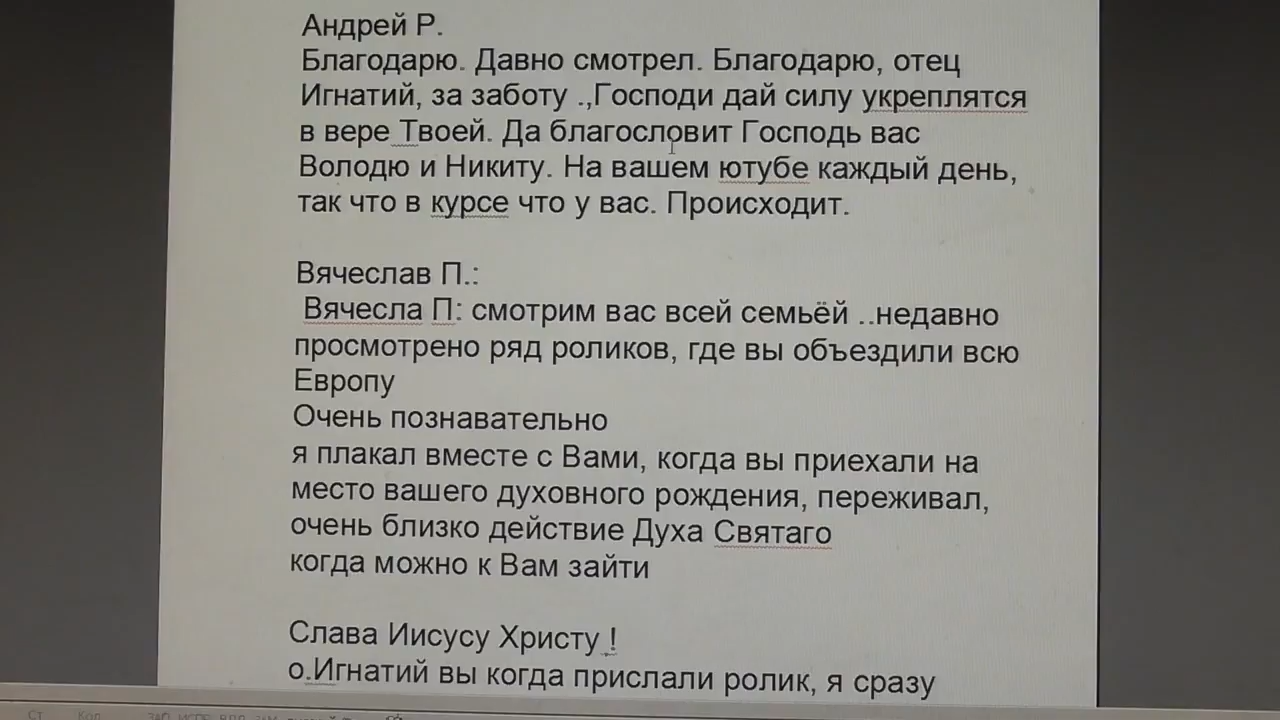 Андрей Р.
Благодарю. Давно смотрел. Благодарю, отец
Игнатий, за заботу .,Господи дай силу укреплятся
в вере Твоей. Да благословит Господь вас
Володю и Никиту. На вашем ютубе каждый день,
так что в курсе что у вас. Происходит.
Вячеслав П.:
Вячесла П: смотрим вас всей семьёй ..недавно
просмотрено ряд роликов, где вы объездили всю
Европу
Очень познавательно
я плакал вместе с Вами, когда вы приехали на
место вашего духовного рождения, переживал,
очень близко действие Духа Святаго
когда можно к Вам зайти
Слава Иисусу Христу !
о.Игнатий вы когда прислали ролик, я сразу